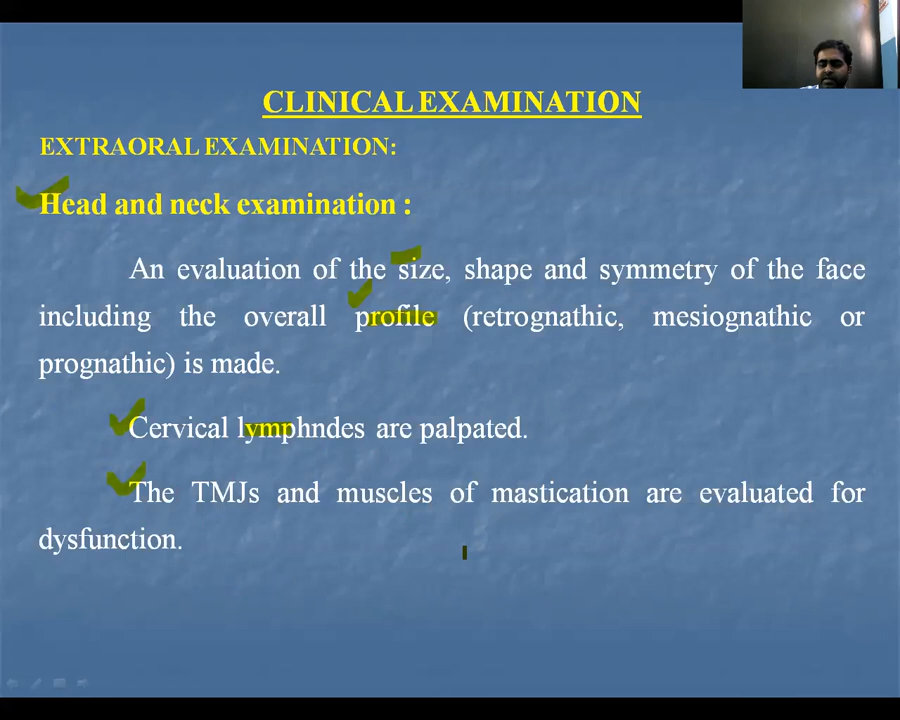 CLINICAL EXAMINATION
EXTRAORAL EXAMINATION:
Head and neck examination :
An evaluation of the size, shape and symmetry of the face
including the overall profile (retrognathic, mesiognathic or
prognathic) is made.
Cervical lymphndes are palpated.
The TMJs and muscles of mastication are evaluated for
dysfunction.